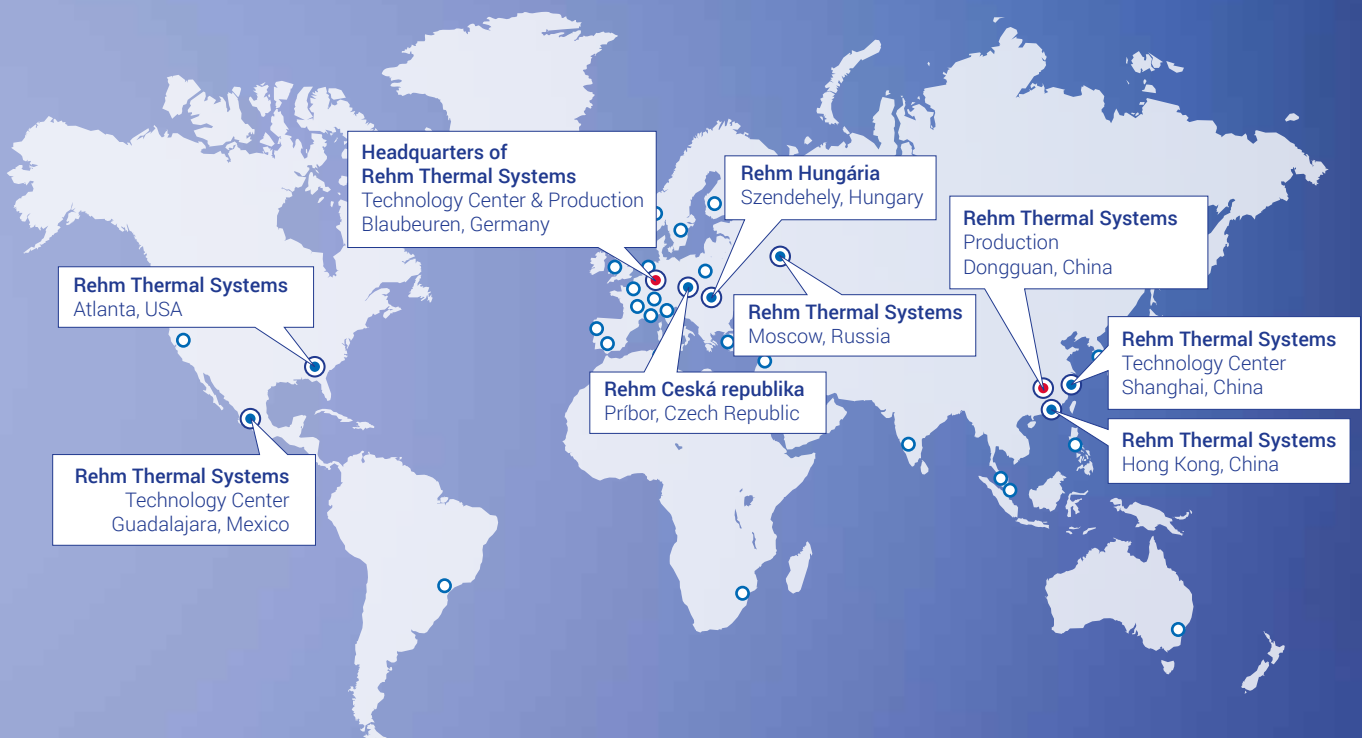 Headquarters of
Rehm Thermal Systems
Technology Center & Production
Blaubeuren, Germany
Rehm Hungária
Szendehely, Hungary
Rehm Thermal Systems
Production
Dongguan, China
Rehm Thermal Systems
Atlanta, USA
Rehm Thermal Systems
Moscow, Russia
Rehm Thermal Systems
Technology Center
Shanghai, China
Rehm Ceská republika
Príbor, Czech Republic
Rehm Thermal Systems
Hong Kong, China
Rehm Thermal Systems
Technology Center
Guadalajara, Mexico